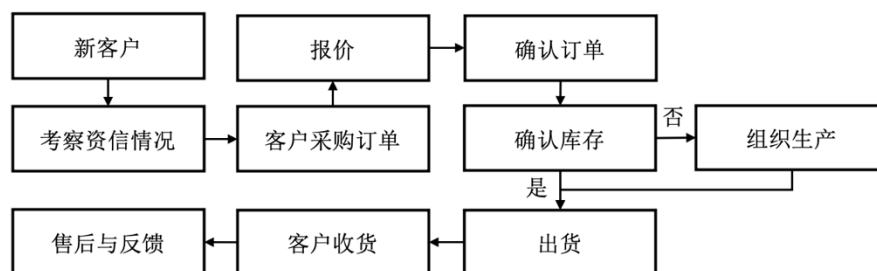 新客户
报价
确认订单
考察资信情况
客户采购订单
确认库存
否
组织生产
是
售后与反馈
客户收货
出货